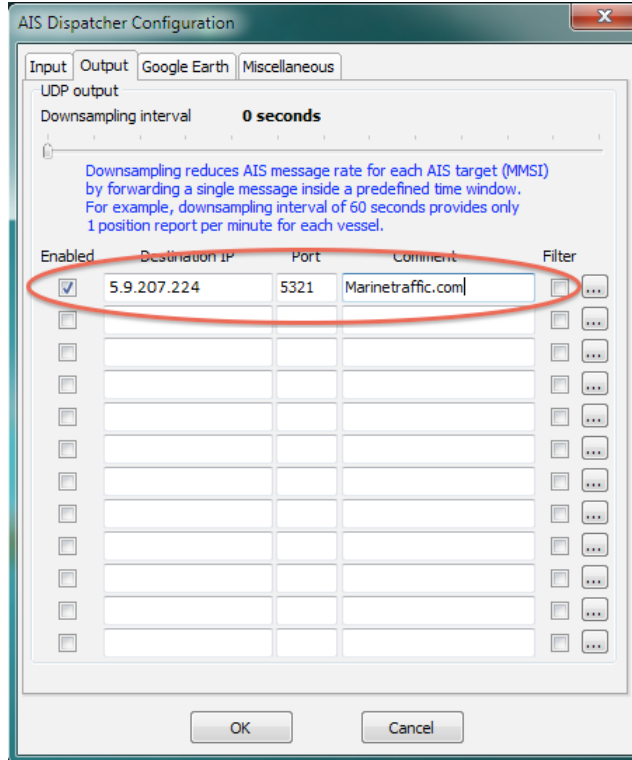 AIS Dispatcher Configuration
Input Output Google Earth Miscellaneous
UDP output
Downsampling interval 0 seconds
Downsampling reduces AIS message rate for each AIS target (MMSI)
by forwarding a single message inside a predefined time window.
For example, downsampling interval of 60 seconds provides only
1 position report per minute for each vessel.
Enabled Destination IP Port Comment Filter
5.9.207.224 5321 Marinetraffic.com ...
...
...
...
...
...
...
...
...
...
...
...
OK Cancel